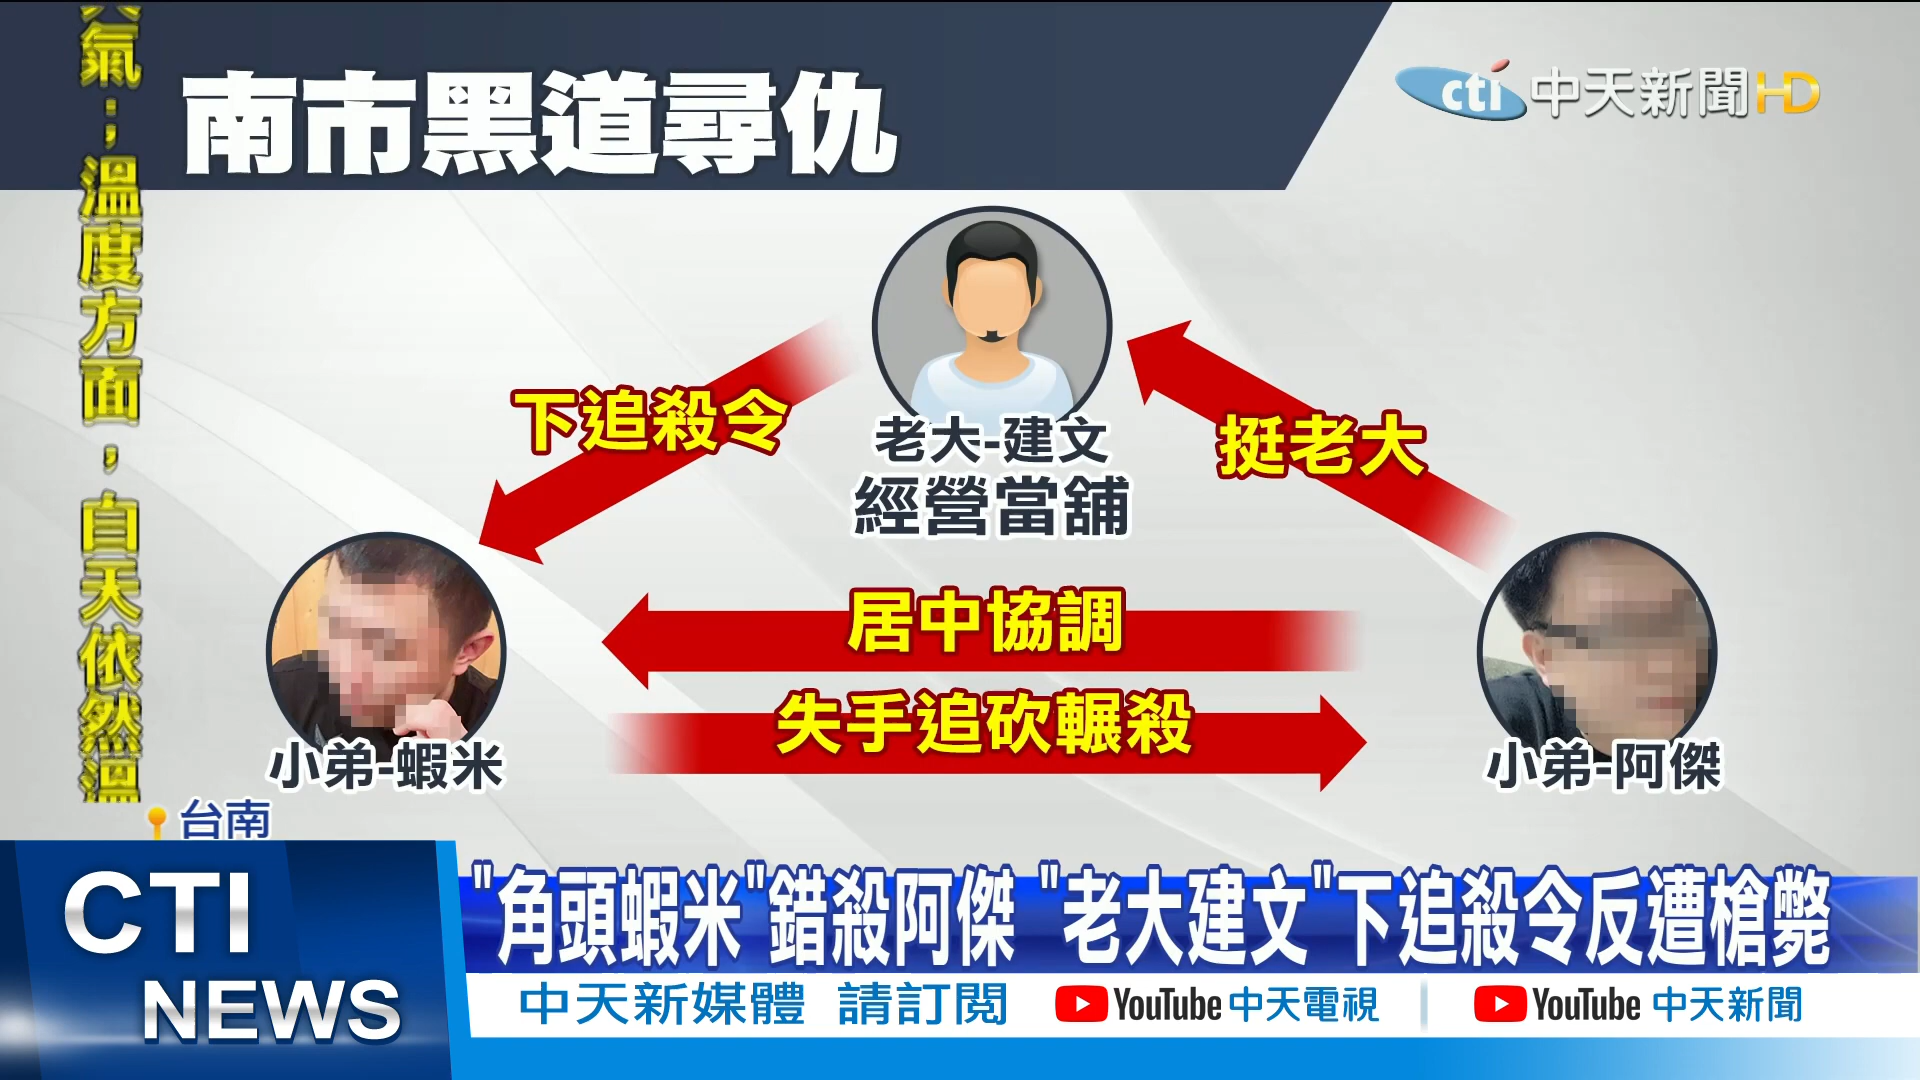 南市黑道尋仇
cti 中天新聞HD
氣；溫度方面，白天依然溫
下追殺令
挺老大
老大-建文
經營當舖
居中協調
失手追砍輾殺
小弟-蝦米
小弟-阿傑
台南
"角頭蝦米"錯殺阿傑 "老大建文"下追殺令反遭槍斃
CTI
NEWS
中天新媒體 請訂閱 YouTube 中天電視 YouTube 中天新聞